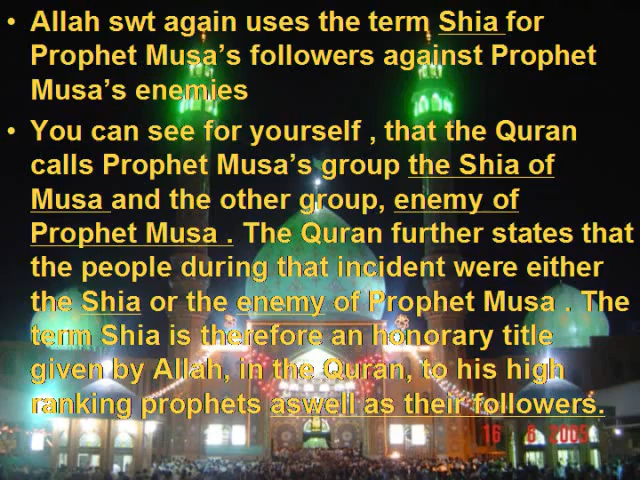 • Allah swt again uses the term Shia for
Prophet Musa’s followers against Prophet
Musa’s enemies
• You can see for yourself , that the Quran
calls Prophet Musa’s group the Shia of
Musa and the other group, enemy of
Prophet Musa . The Quran further states that
the people during that incident were either
the Shia or the enemy of Prophet Musa . The
term Shia is therefore an honorary title
given by Allah, in the Quran, to his high
ranking prophets aswell as their followers.
16 6 2005